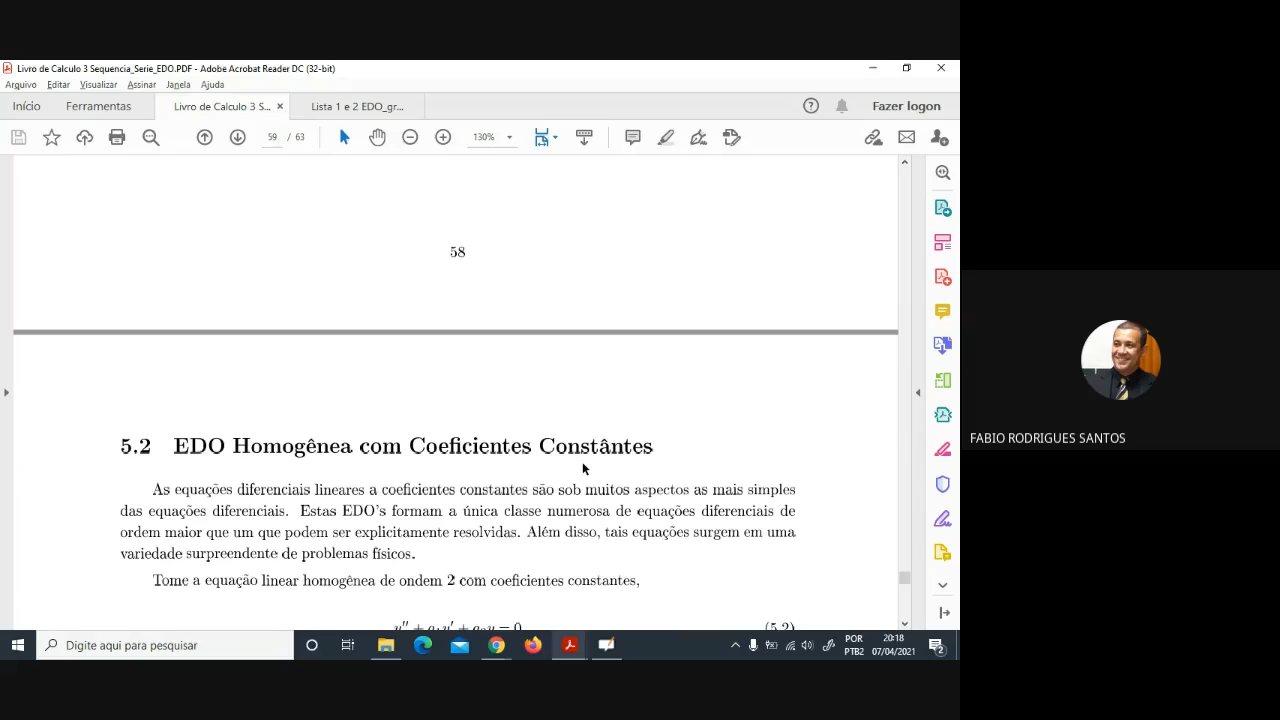 Livro de Calculo 3 Sequencia_Serie_EDO.PDF - Adobe Acrobat Reader DC (32-bit)
Arquivo Editar Visualizar Assinar Janela Ajuda
Início Ferramentas Livro de Calculo 3 S... × Lista 1 e 2 EDO_gr... Fazer logon
59 / 63 130%
58
5.2 EDO Homogênea com Coeficientes Constântes
As equações diferenciais lineares a coeficientes constantes são sob muitos aspectos as mais simples
das equações diferenciais. Estas EDO's formam a única classe numerosa de equações diferenciais de
ordem maior que um que podem ser explicitamente resolvidas. Além disso, tais equações surgem em uma
variedade surpreendente de problemas físicos.
Tome a equação linear homogênea de ondem 2 com coeficientes constantes,
FABIO RODRIGUES SANTOS
Digite aqui para pesquisar
POR
PTB2
20:18
07/04/2021
2